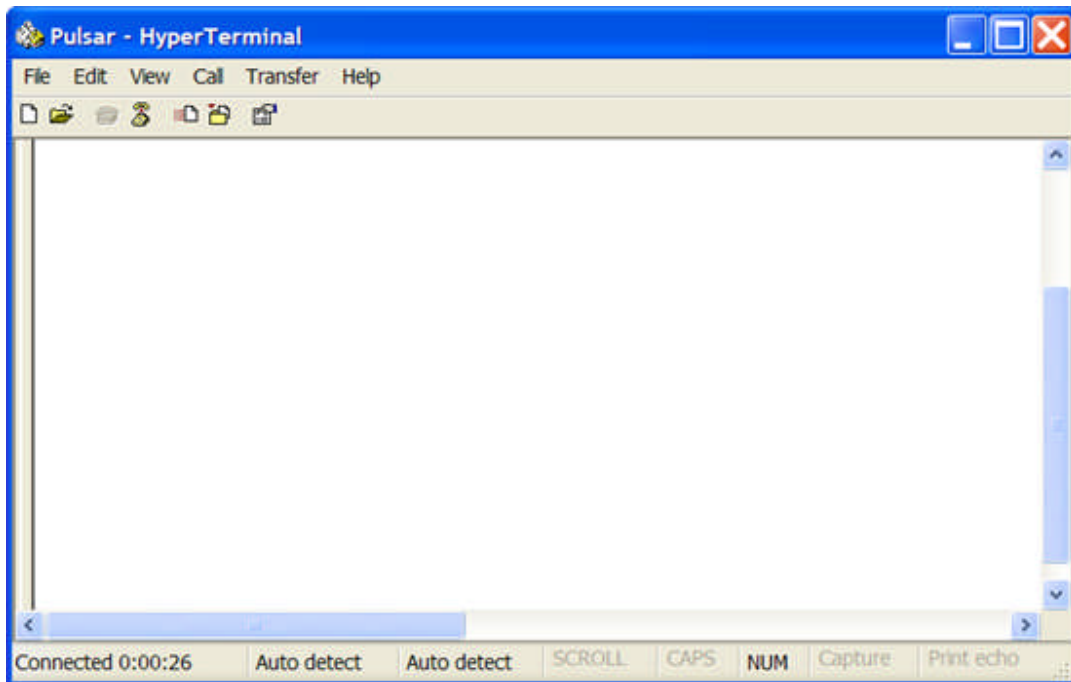 Pulsar - HyperTerminal
File Edit View Call Transfer Help
Connected 0:00:26 Auto detect Auto detect SCROLL CAPS NUM Capture Print echo